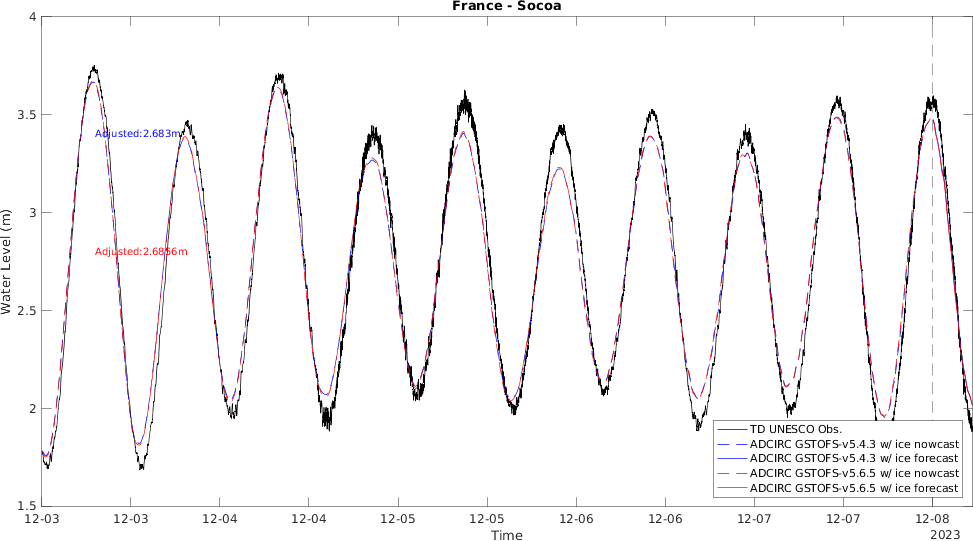 France - Socoa
4
3.5
3
2.5
2
1.5
Water Level (m)
Adjusted:2.683m
Adjusted:2.6856m
TD UNESCO Obs.
ADCIRC GSTOFS-v5.4.3 w/ ice nowcast
ADCIRC GSTOFS-v5.4.3 w/ ice forecast
ADCIRC GSTOFS-v5.6.5 w/ ice nowcast
ADCIRC GSTOFS-v5.6.5 w/ ice forecast
12-03 12-03 12-04 12-04 12-05 12-05 12-06 12-06 12-07 12-07 12-08
Time
2023